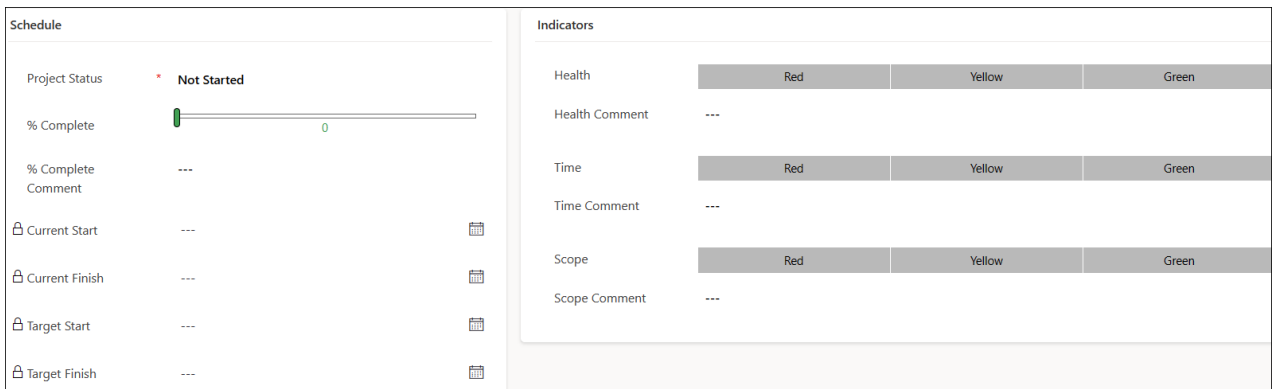 Schedule
Project Status * Not Started
% Complete
0
% Complete
Comment
---
Current Start ---
Current Finish ---
Target Start ---
Target Finish ---
Indicators
Health Red Yellow Green
Health Comment ---
Time Red Yellow Green
Time Comment ---
Scope Red Yellow Green
Scope Comment ---